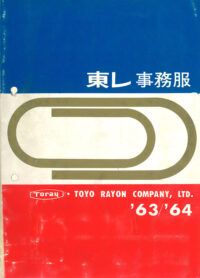 東レ 事務服
Toray • TOYO RAYON COMPANY, LTD.
'63/'64